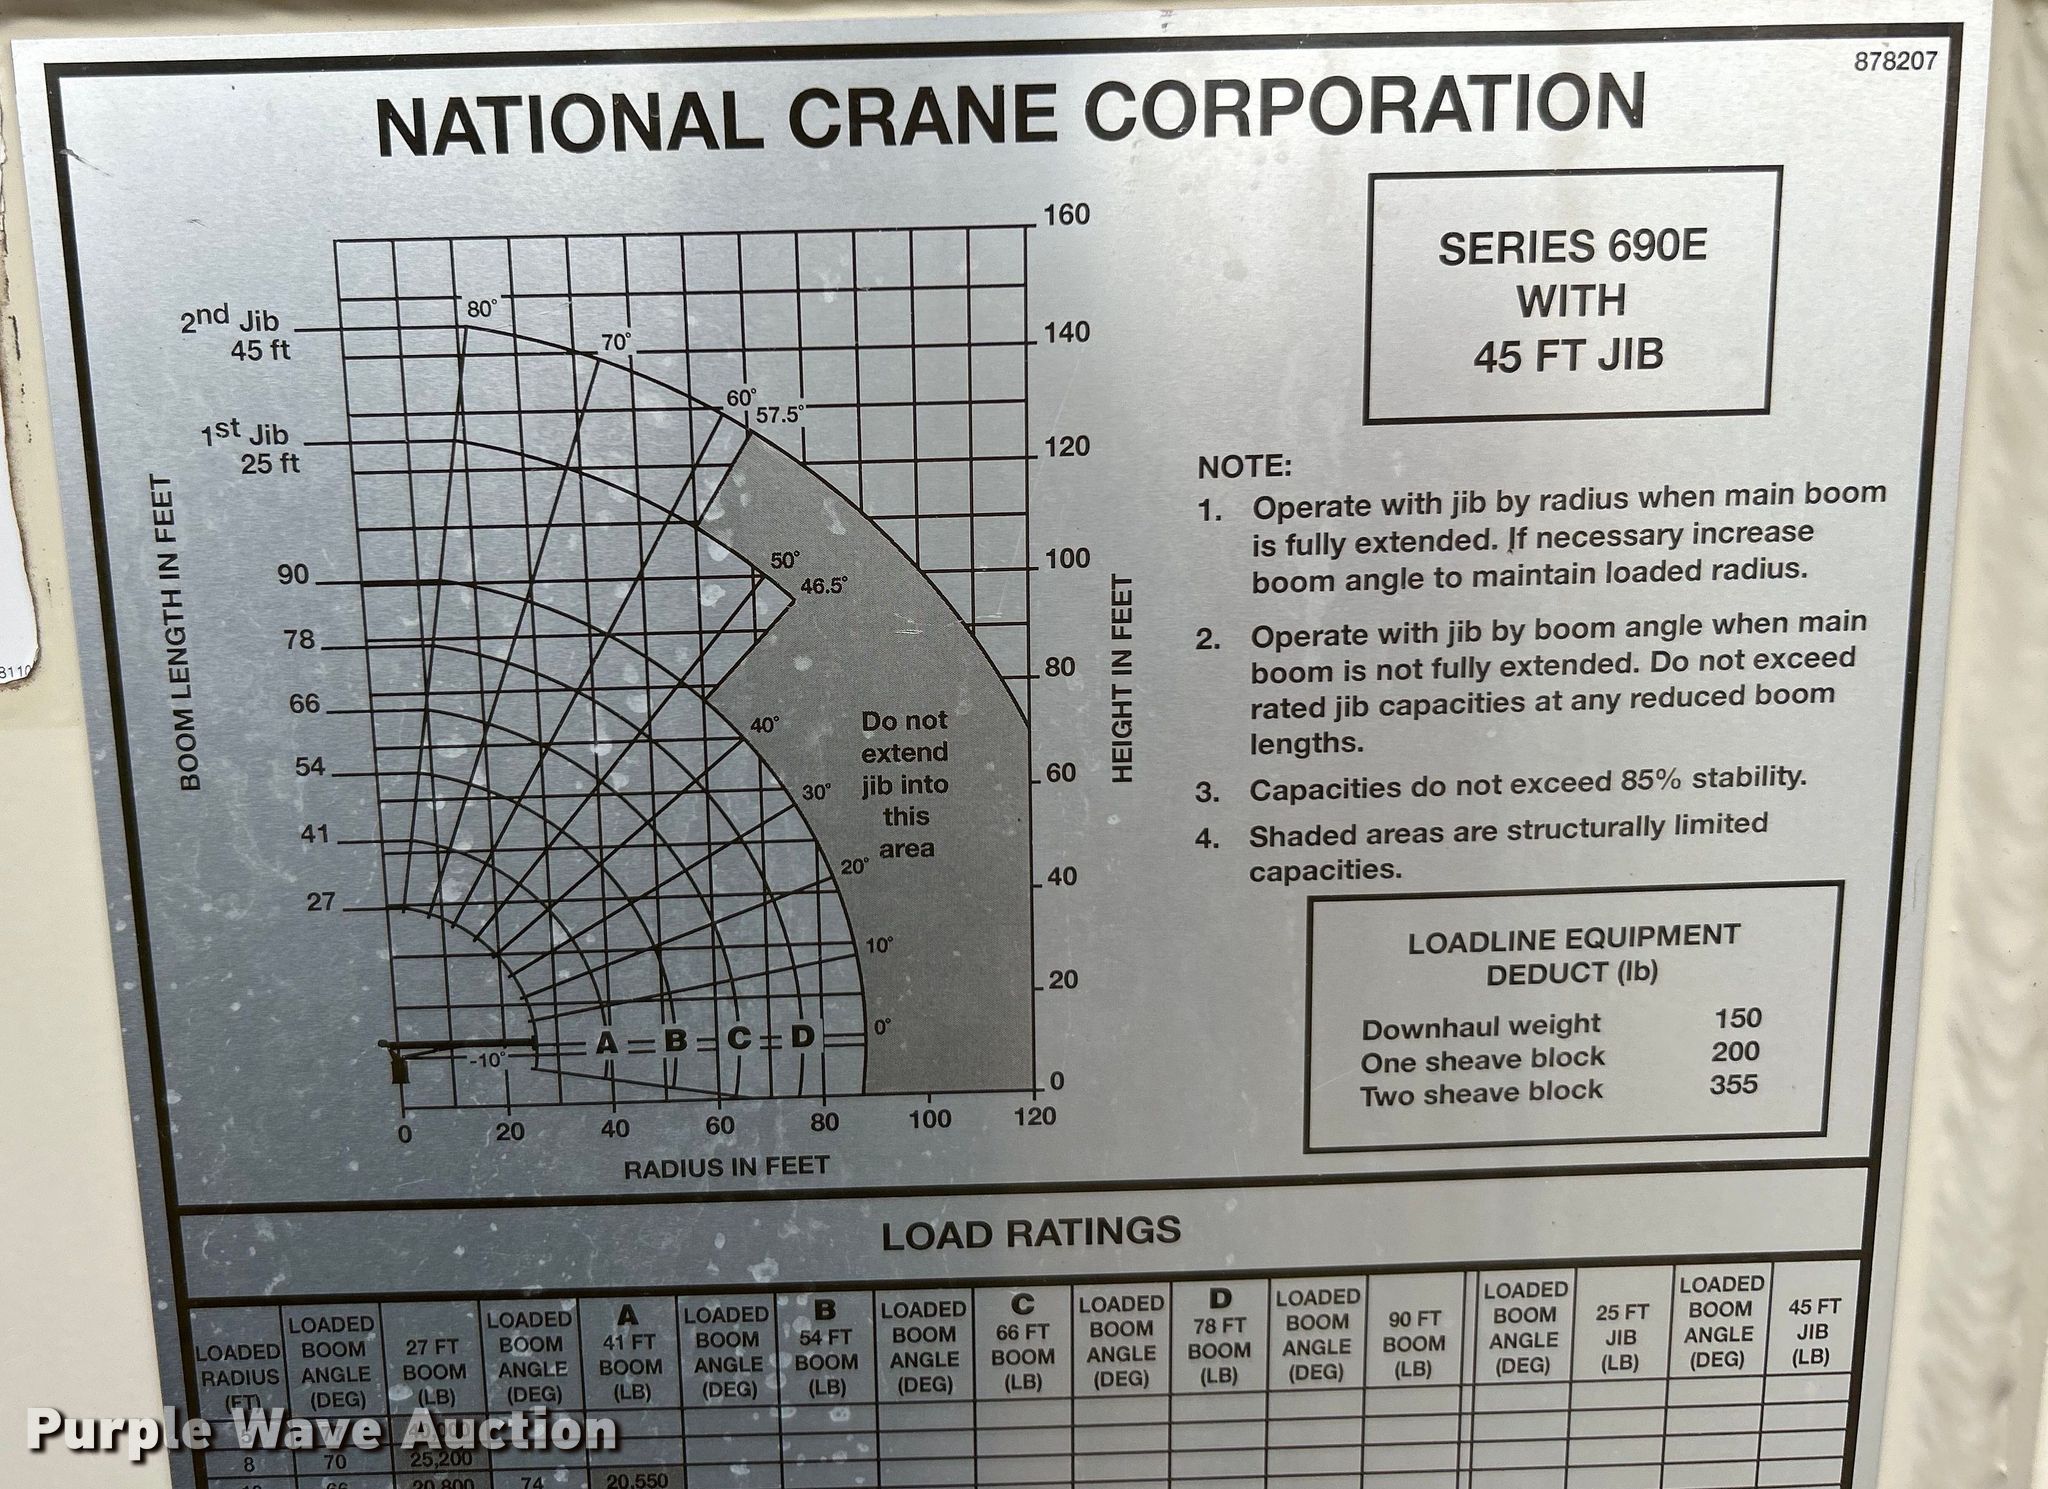 878207
NATIONAL CRANE CORPORATION
SERIES 690E
WITH
45 FT JIB
BOOM LENGTH IN FEET
2nd Jib
45 ft
1st Jib
25 ft
90
78
66
54
41
27
80°
70°
60°
57.5°
50°
46.5°
40°
30°
20°
10°
0°
-10°
A
B
C
D
Do not
extend
jib into
this
area
160
140
120
100
80
60
40
20
0
HEIGHT IN FEET
0 20 40 60 80 100 120
RADIUS IN FEET
NOTE:
1. Operate with jib by radius when main boom
is fully extended. If necessary increase
boom angle to maintain loaded radius.
2. Operate with jib by boom angle when main
boom is not fully extended. Do not exceed
rated jib capacities at any reduced boom
lengths.
3. Capacities do not exceed 85% stability.
4. Shaded areas are structurally limited
capacities.
LOADLINE EQUIPMENT
DEDUCT (lb)
Downhaul weight 150
One sheave block 200
Two sheave block 355
LOAD RATINGS
LOADED
RADIUS
(FT)
LOADED
BOOM
ANGLE
(DEG)
27 FT
BOOM
(LB)
LOADED
BOOM
ANGLE
(DEG)
A
41 FT
BOOM
(LB)
LOADED
BOOM
ANGLE
(DEG)
B
54 FT
BOOM
(LB)
LOADED
BOOM
ANGLE
(DEG)
C
66 FT
BOOM
(LB)
LOADED
BOOM
ANGLE
(DEG)
D
78 FT
BOOM
(LB)
LOADED
BOOM
ANGLE
(DEG)
90 FT
BOOM
(LB)
LOADED
BOOM
ANGLE
(DEG)
25 FT
JIB
(LB)
LOADED
BOOM
ANGLE
(DEG)
45 FT
JIB
(LB)
8 70 25,200
66 20,800 74 20,550
Purple Wave Auction